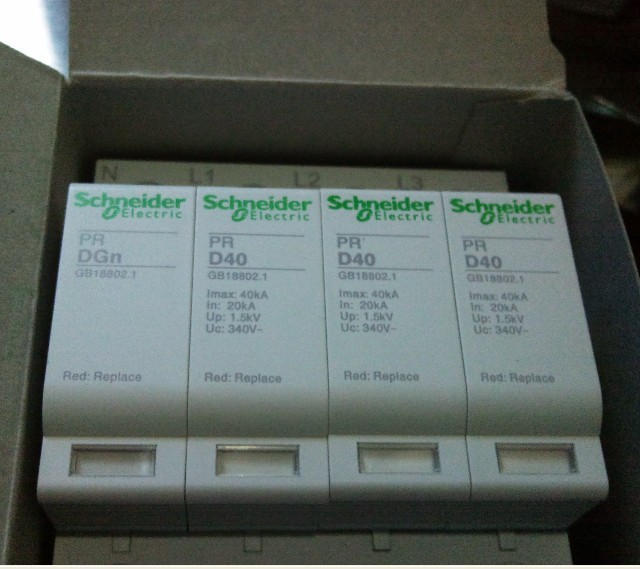 N L1 L2 L3
Schneider
Electric
PR
DGn
GB18802.1
Red: Replace
Schneider
Electric
PR
D40
GB18802.1
Imax: 40kA
In: 20kA
Up: 1.5kV
Uc: 340V~
Red: Replace
Schneider
Electric
PR
D40
GB18802.1
Imax: 40kA
In: 20kA
Up: 1.5kV
Uc: 340V~
Red: Replace
Schneider
Electric
PR
D40
GB18802.1
Imax: 40kA
In: 20kA
Up: 1.5kV
Uc: 340V~
Red: Replace